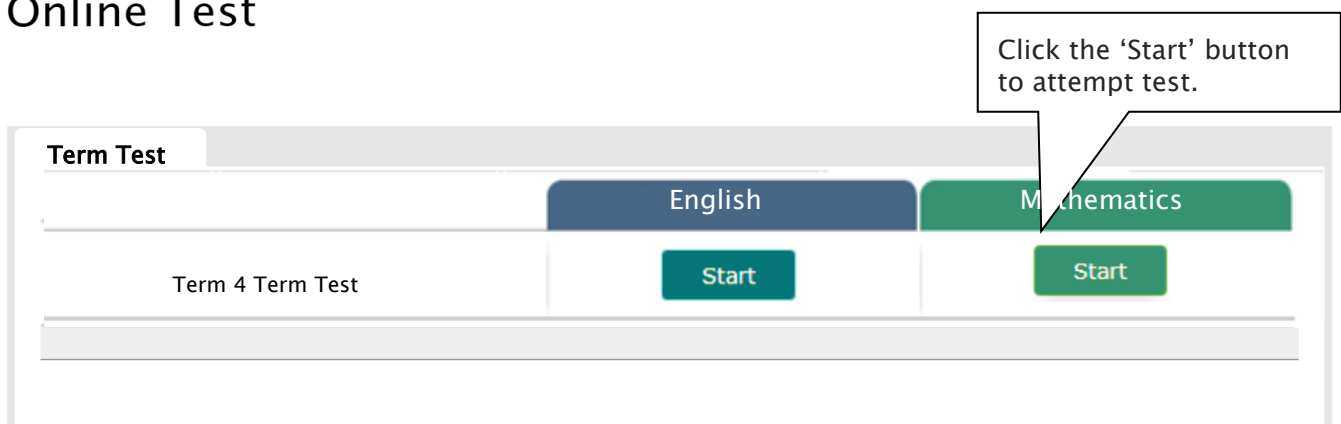 Online Test
Click the ‘Start’ button
to attempt test.
Term Test
English
Mathematics
Term 4 Term Test
Start
Start